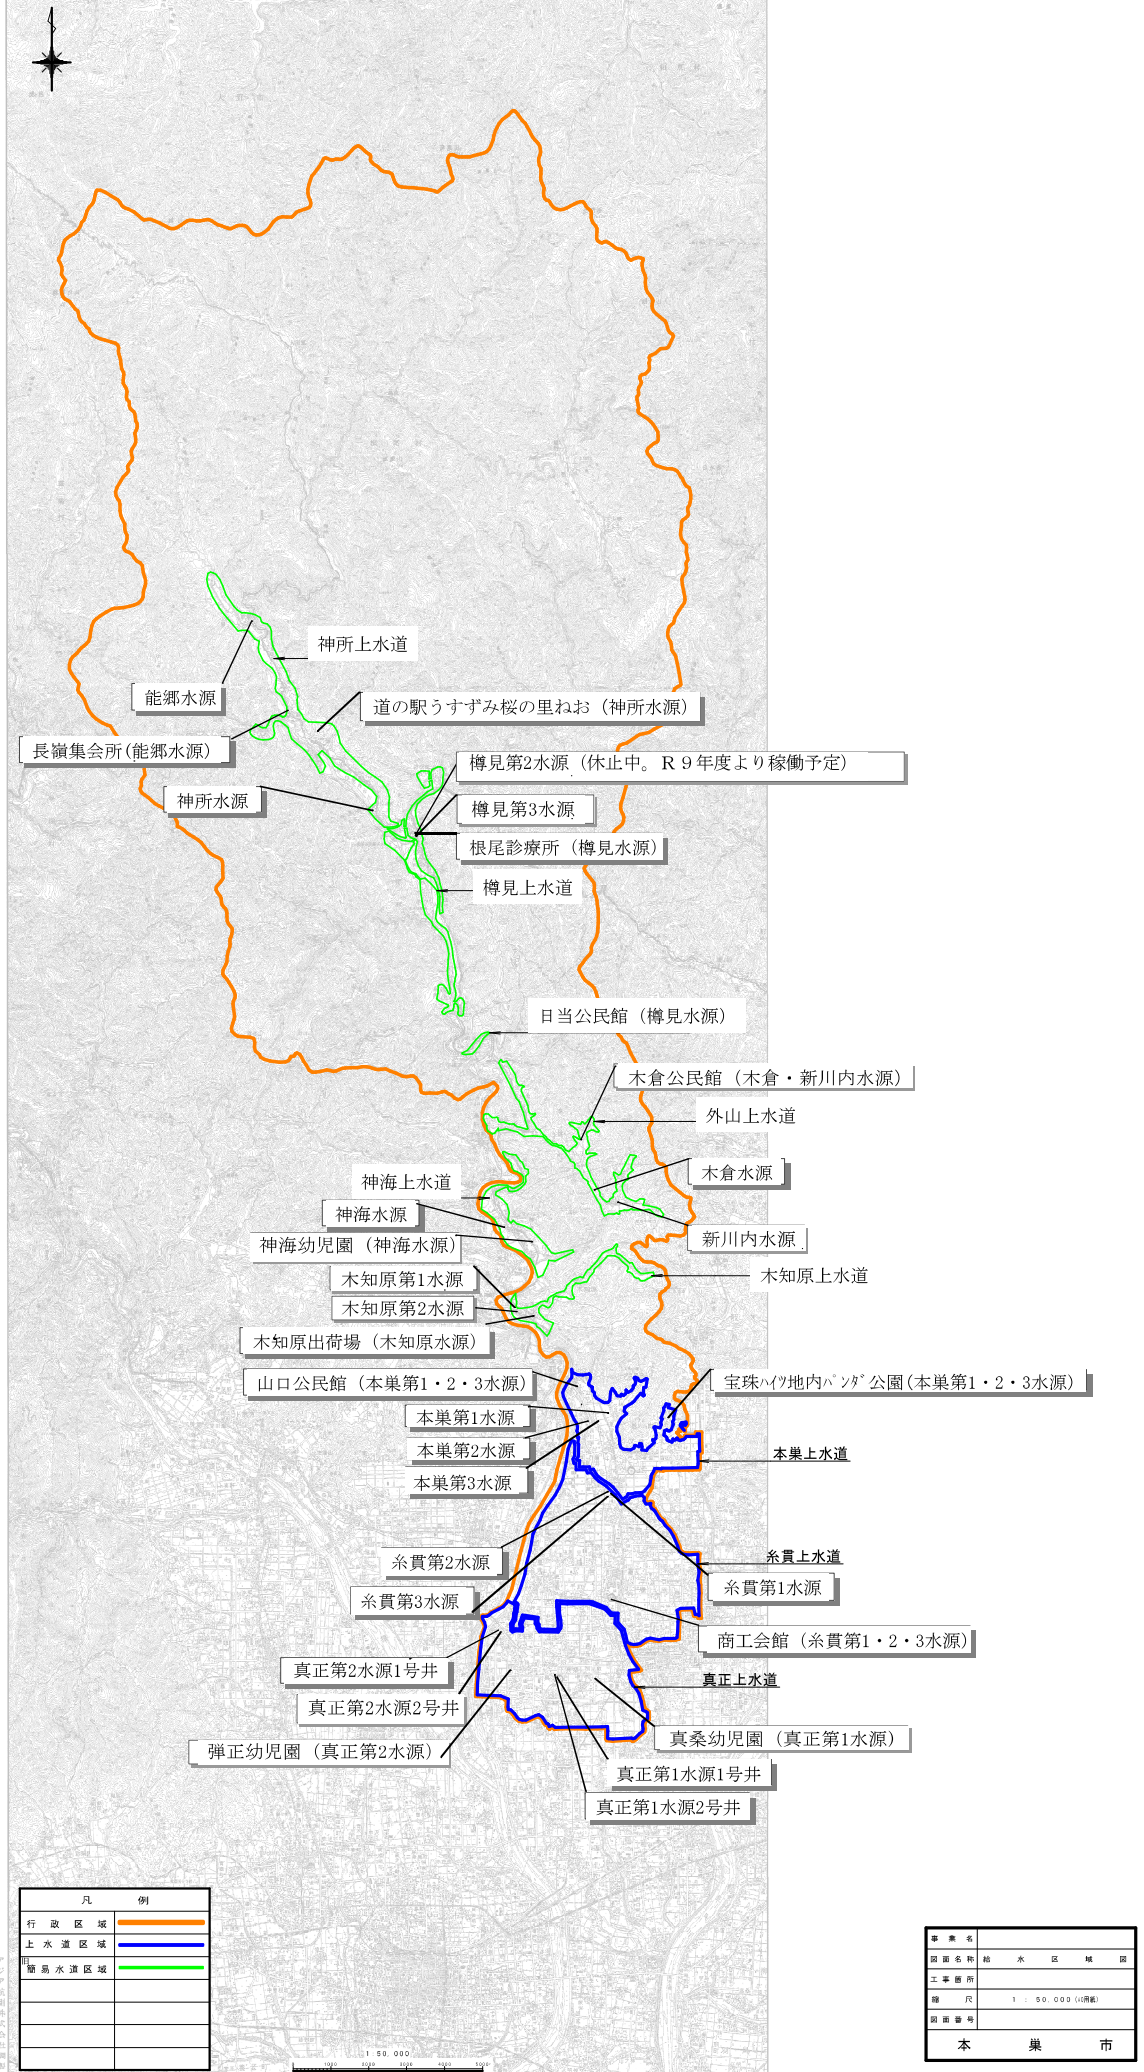 神所上水道
能郷水源
道の駅うすずみ桜の里ねお（神所水源）
長嶺集会所(能郷水源）
樽見第2水源（休止中。Ｒ９年度より稼働予定）
神所水源
樽見第3水源
根尾診療所（樽見水源）
樽見上水道
日当公民館（樽見水源）
木倉公民館（木倉・新川内水源）
外山上水道
木倉水源
神海上水道
神海水源
新川内水源
神海幼児園（神海水源）
木知原第1水源
木知原上水道
木知原第2水源
木知原出荷場（木知原水源）
山口公民館（本巣第1・2・3水源）
宝珠ﾊｲﾂ地内ﾊﾟﾝﾀﾞ公園(本巣第1・2・3水源）
本巣第1水源
本巣第2水源
本巣上水道
本巣第3水源
糸貫第2水源
糸貫上水道
糸貫第1水源
糸貫第3水源
商工会館（糸貫第1・2・3水源）
真正第2水源1号井
真正上水道
真正第2水源2号井
真桑幼児園（真正第1水源）
弾正幼児園（真正第2水源）
真正第1水源1号井
真正第1水源2号井
凡 例
行 政 区 域
上 水 道 区 域
旧
簡 易 水 道 区 域
1:50,000
1000 2000 3000 4000 5000
事 業 名
図 面 名 称 給 水 区 域 図
工 事 箇 所
縮 尺 1 : 50,000
図 面 番 号
本 巣 市